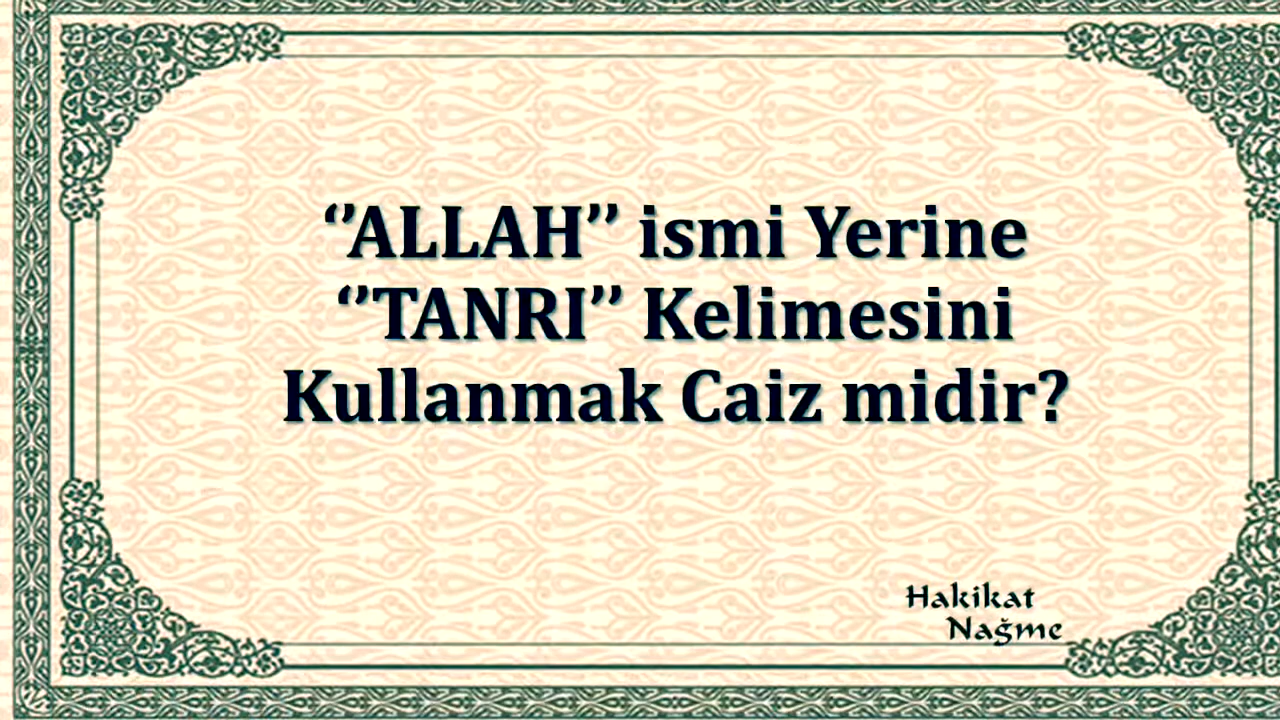 ‘’ALLAH’’ ismi Yerine
‘’TANRI’’ Kelimesini
Kullanmak Caiz midir?
Hakikat
Nağme